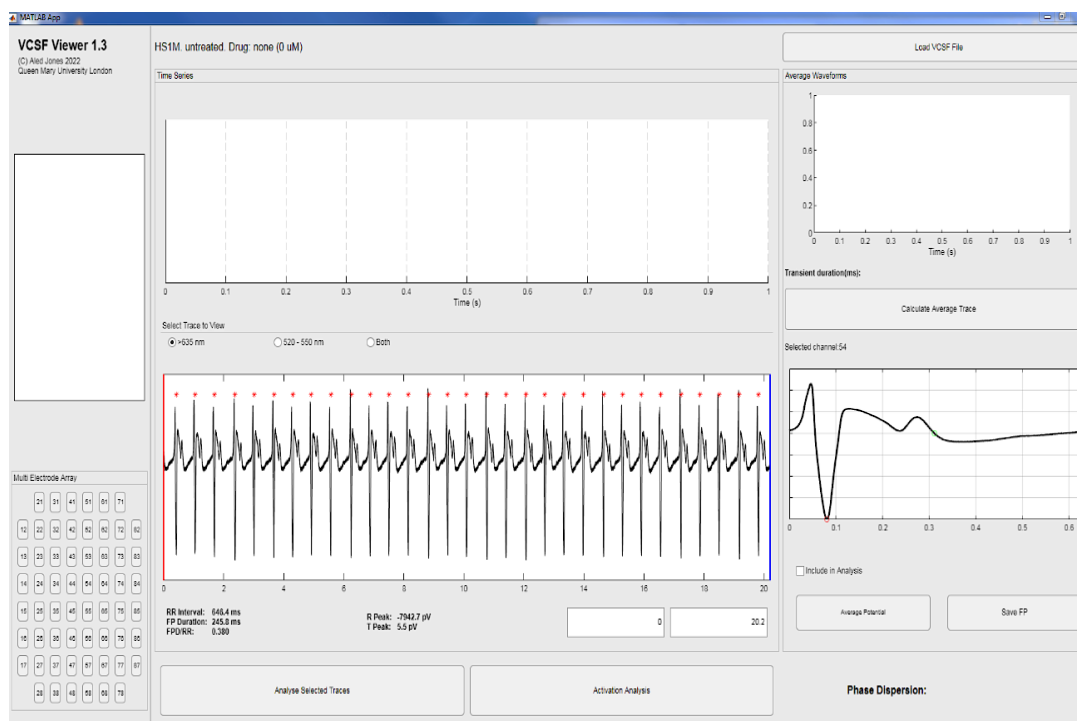 MATLAB App
VCSF Viewer 1.3
(C) Aled Jones 2022
Queen Mary University London
HS1M. untreated. Drug: none (0 uM)
Load VCSF File
Time Series
Average Waveforms
1
0.8
0.6
0.4
0.2
0
0 0.1 0.2 0.3 0.4 0.5 0.6 0.7 0.8 0.9 1
Time (s)
0 0.1 0.2 0.3 0.4 0.5 0.6 0.7 0.8 0.9 1
Time (s)
Transient duration(ms):
Calculate Average Trace
Select Trace to View
>635 nm 520 - 550 nm Both
Selected channel:54
0 0.1 0.2 0.3 0.4 0.5 0.6
0 2 4 6 8 10 12 14 16 18 20
Multi Electrode Array
21 31 41 51 61 71
12 22 32 42 52 62 72 82
13 23 33 43 53 63 73 83
14 24 34 44 54 64 74 84
15 25 35 45 55 65 75 85
16 26 36 46 56 66 76 86
17 27 37 47 57 67 77 87
28 38 48 58 68 78
RR Interval: 646.4 ms
FP Duration: 245.8 ms
FPD/RR: 0.380
R Peak: -7942.7 pV
T Peak: 5.5 pV
0 20.2
Include in Analysis
Average Potential Save FP
Analyse Selected Traces Activation Analysis
Phase Dispersion: